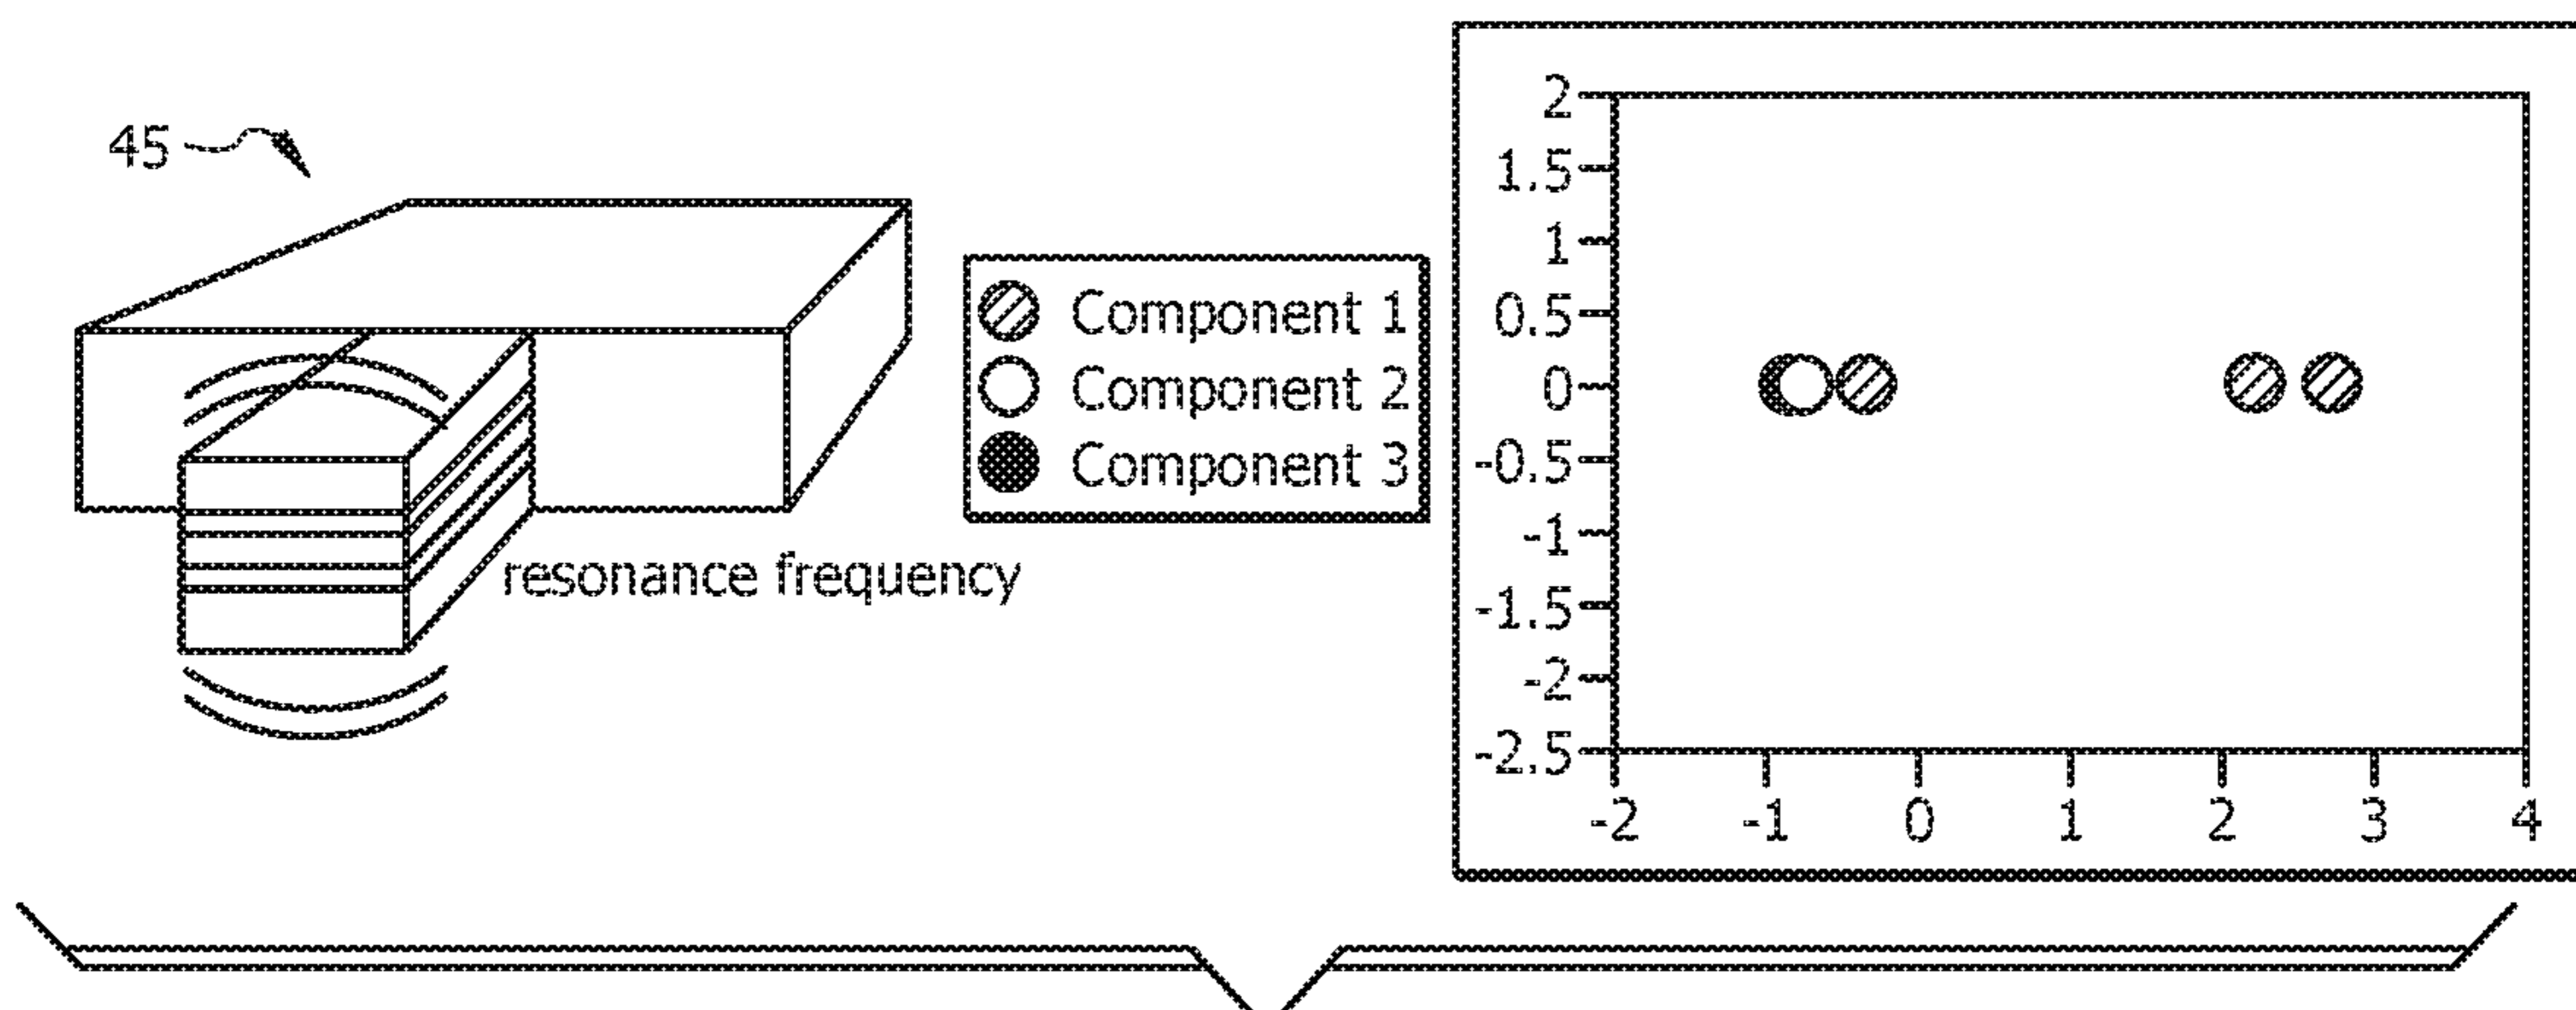 45
resonance frequency
Component 1
Component 2
Component 3
2
1.5
1
0.5
0
-0.5
-1
-1.5
-2
-2.5
-2 -1 0 1 2 3 4